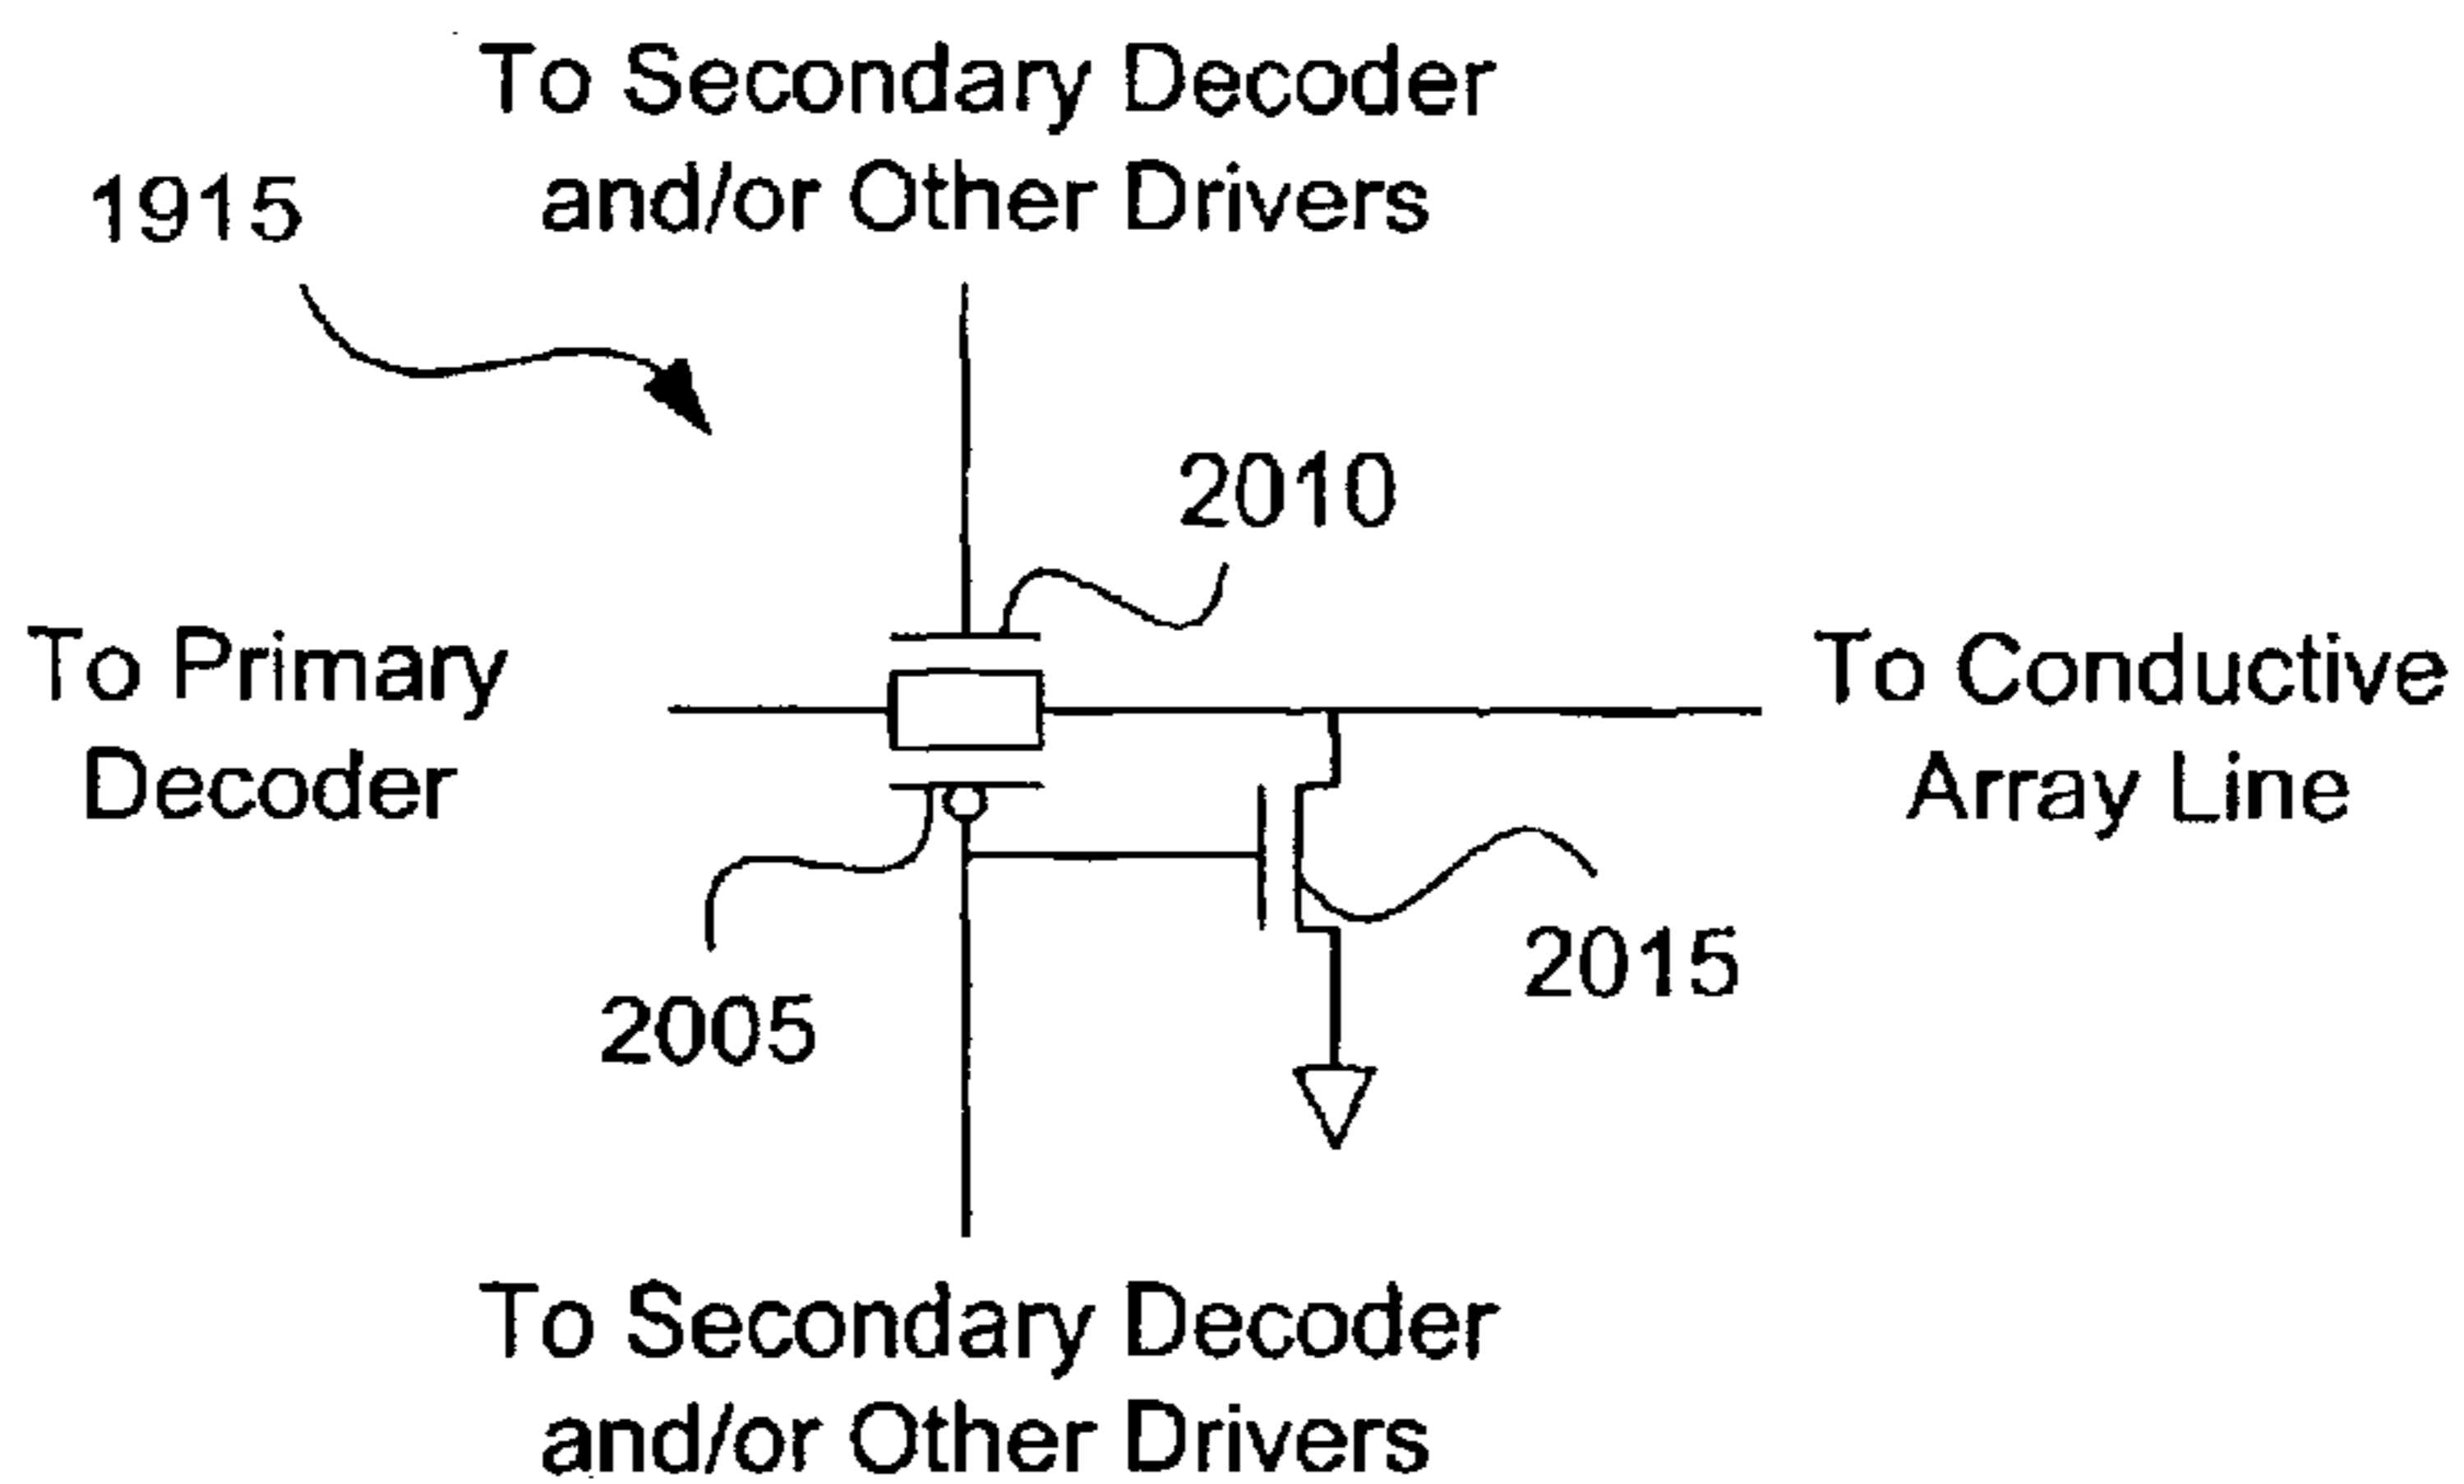 To Secondary Decoder
and/or Other Drivers
1915
2010
To Primary
Decoder
To Conductive
Array Line
2005
2015
To Secondary Decoder
and/or Other Drivers